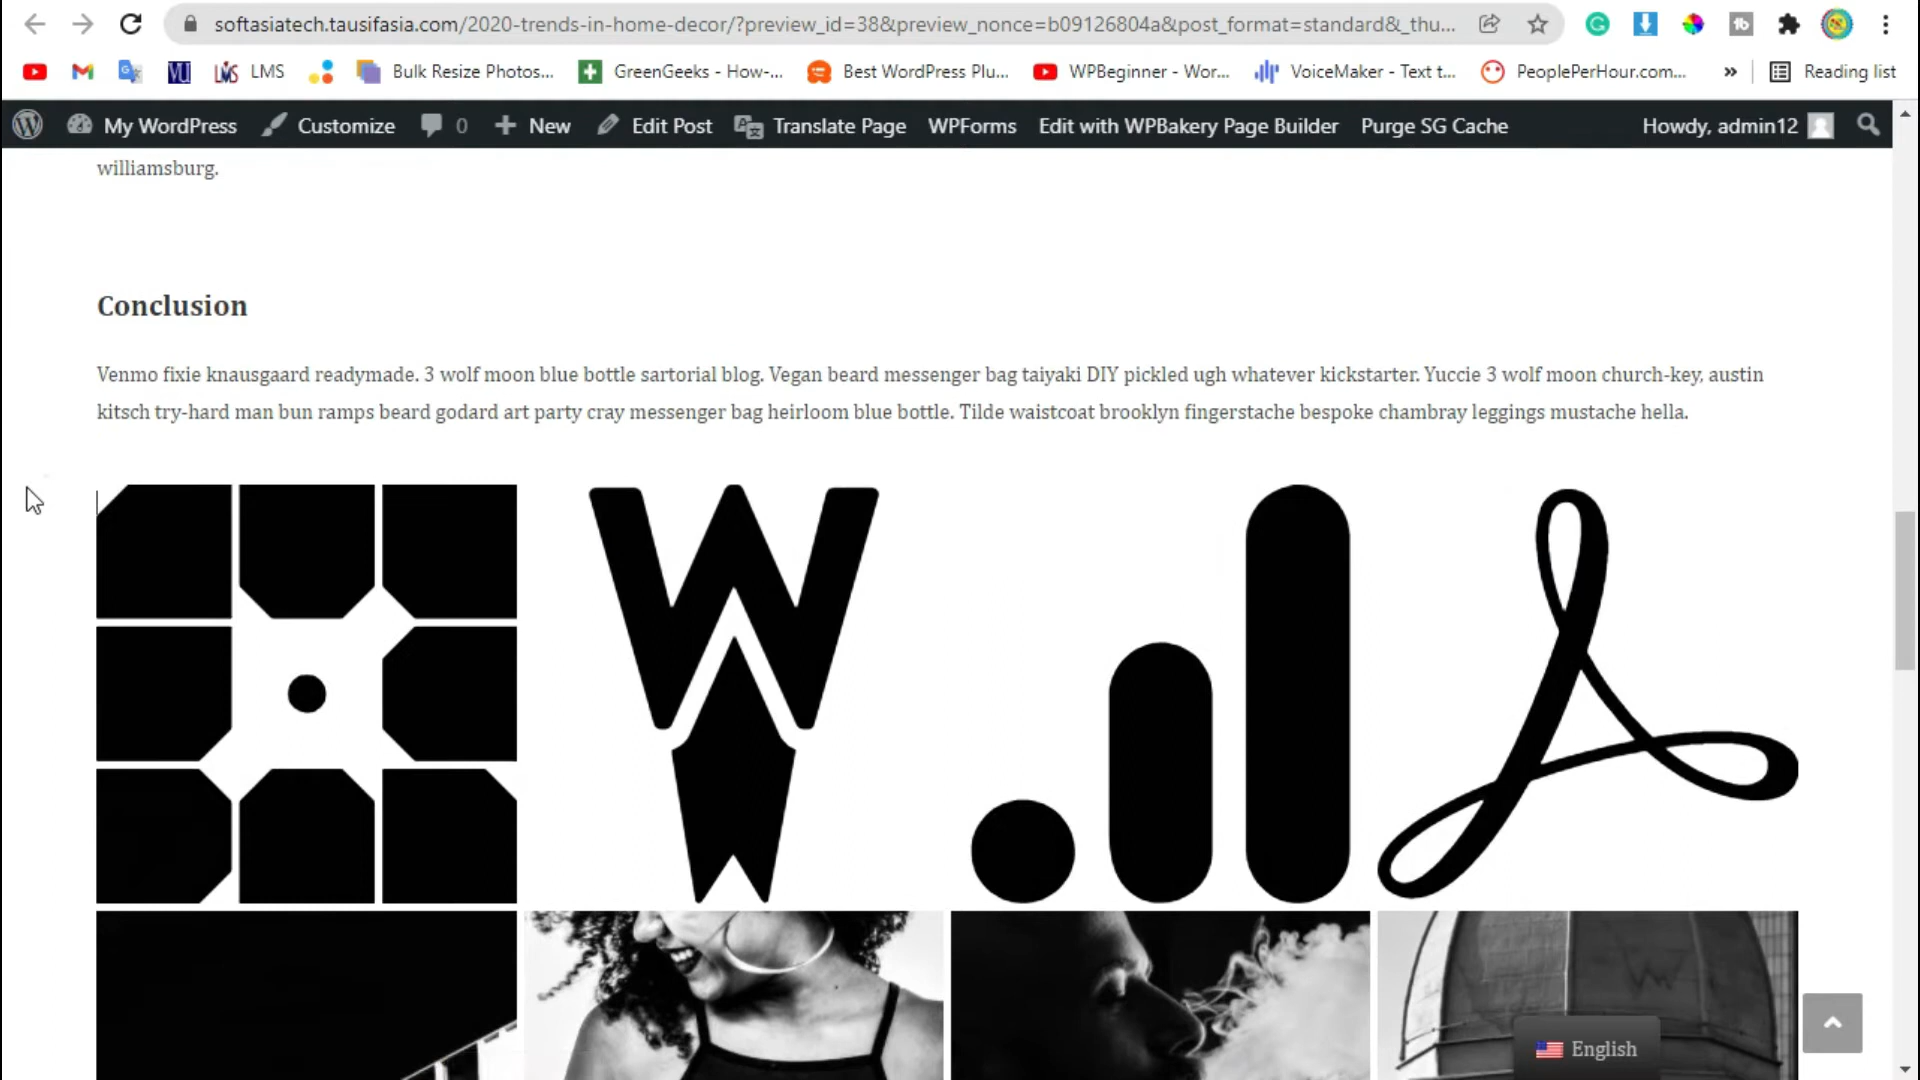 softasiatech.tausifasia.com/2020-trends-in-home-decor/?preview_id=38&preview_nonce=b09126804a&post_format=standard&_thu...
VU LMS LMS Bulk Resize Photos... GreenGeeks - How-... Best WordPress Plu... WPBeginner - Wor... VoiceMaker - Text t... PeoplePerHour.com... » Reading list
My WordPress Customize 0 New Edit Post Translate Page WPForms Edit with WPBakery Page Builder Purge SG Cache Howdy, admin12
williamsburg.
Conclusion
Venmo fixie knausgaard readymade. 3 wolf moon blue bottle sartorial blog. Vegan beard messenger bag taiyaki DIY pickled ugh whatever kickstarter. Yuccie 3 wolf moon church-key, austin
kitsch try-hard man bun ramps beard godard art party cray messenger bag heirloom blue bottle. Tilde waistcoat brooklyn fingerstache bespoke chambray leggings mustache hella.
English